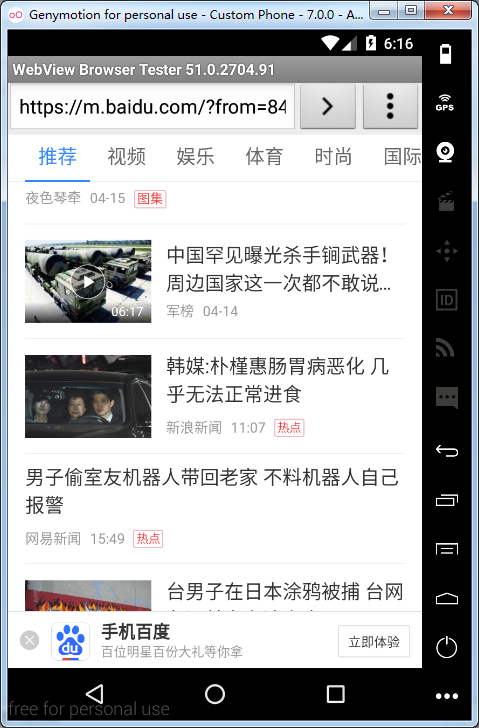 Genymotion for personal use - Custom Phone - 7.0.0 - A...
6:16
WebView Browser Tester 51.0.2704.91
https://m.baidu.com/?from=84
GPS
推荐 视频 娱乐 体育 时尚 国际
夜色琴牵 04-15 图集
中国罕见曝光杀手锏武器！
周边国家这一次都不敢说...
06:17
军榜 04-14
ID
韩媒:朴槿惠肠胃病恶化 几
乎无法正常进食
新浪新闻 11:07 热点
男子偷室友机器人带回老家 不料机器人自己
报警
网易新闻 15:49 热点
台男子在日本涂鸦被捕 台网
du
手机百度
百位明星百份大礼等你拿
立即体验
free for personal use